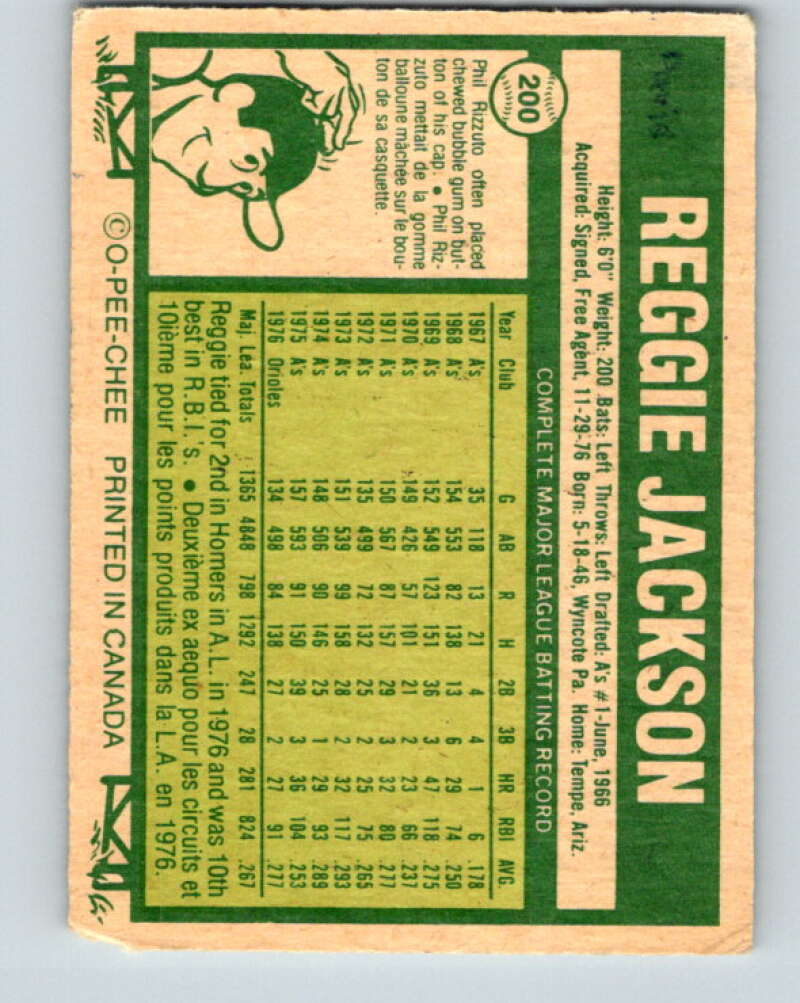 200
REGGIE JACKSON
Height: 6'0" Weight: 200 Bats: Left Throws: Left Drafted: A's #1-June, 1966
Acquired: Signed, Free Agent, 11-29-76 Born: 5-18-46, Wyncote Pa. Home: Tempe, Ariz.
COMPLETE MAJOR LEAGUE BATTING RECORD
Phil Rizzuto often placed
chewed bubble gum on but-
ton of his cap. ● Phil Riz-
zuto mettait de la gomme
balloune mâchée sur le bou-
ton de sa casquette.
Year Club G AB R H 2B 3B HR RBI AVG.
1967 A's 35 118 13 21 4 4 1 6 .178
1968 A's 154 553 82 138 13 6 29 74 .250
1969 A's 152 549 123 151 36 3 47 118 .275
1970 A's 149 426 57 101 21 2 23 66 .237
1971 A's 150 567 87 157 29 3 32 80 .277
1972 A's 135 499 72 132 25 2 25 75 .265
1973 A's 151 539 99 158 28 2 32 117 .293
1974 A's 148 506 90 146 25 1 29 93 .289
1975 A's 157 593 91 150 39 3 36 104 .253
1976 Orioles 134 498 84 138 27 2 27 91 .277
Maj. Lea. Totals 1365 4848 798 1292 247 28 281 824 .267
Reggie tied for 2nd in Homers in A.L. in 1976 and was 10th
best in R.B.I.'s. ● Deuxième ex aequo pour les circuits et
10ième pour les points produits dans la L.A. en 1976.
©O-PEE-CHEE PRINTED IN CANADA